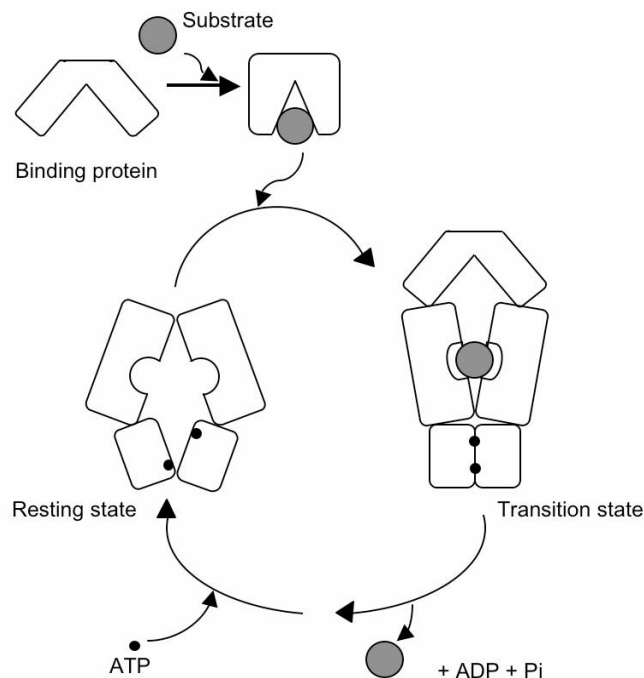 Substrate
Binding protein
Resting state
Transition state
ATP
+ ADP + Pi